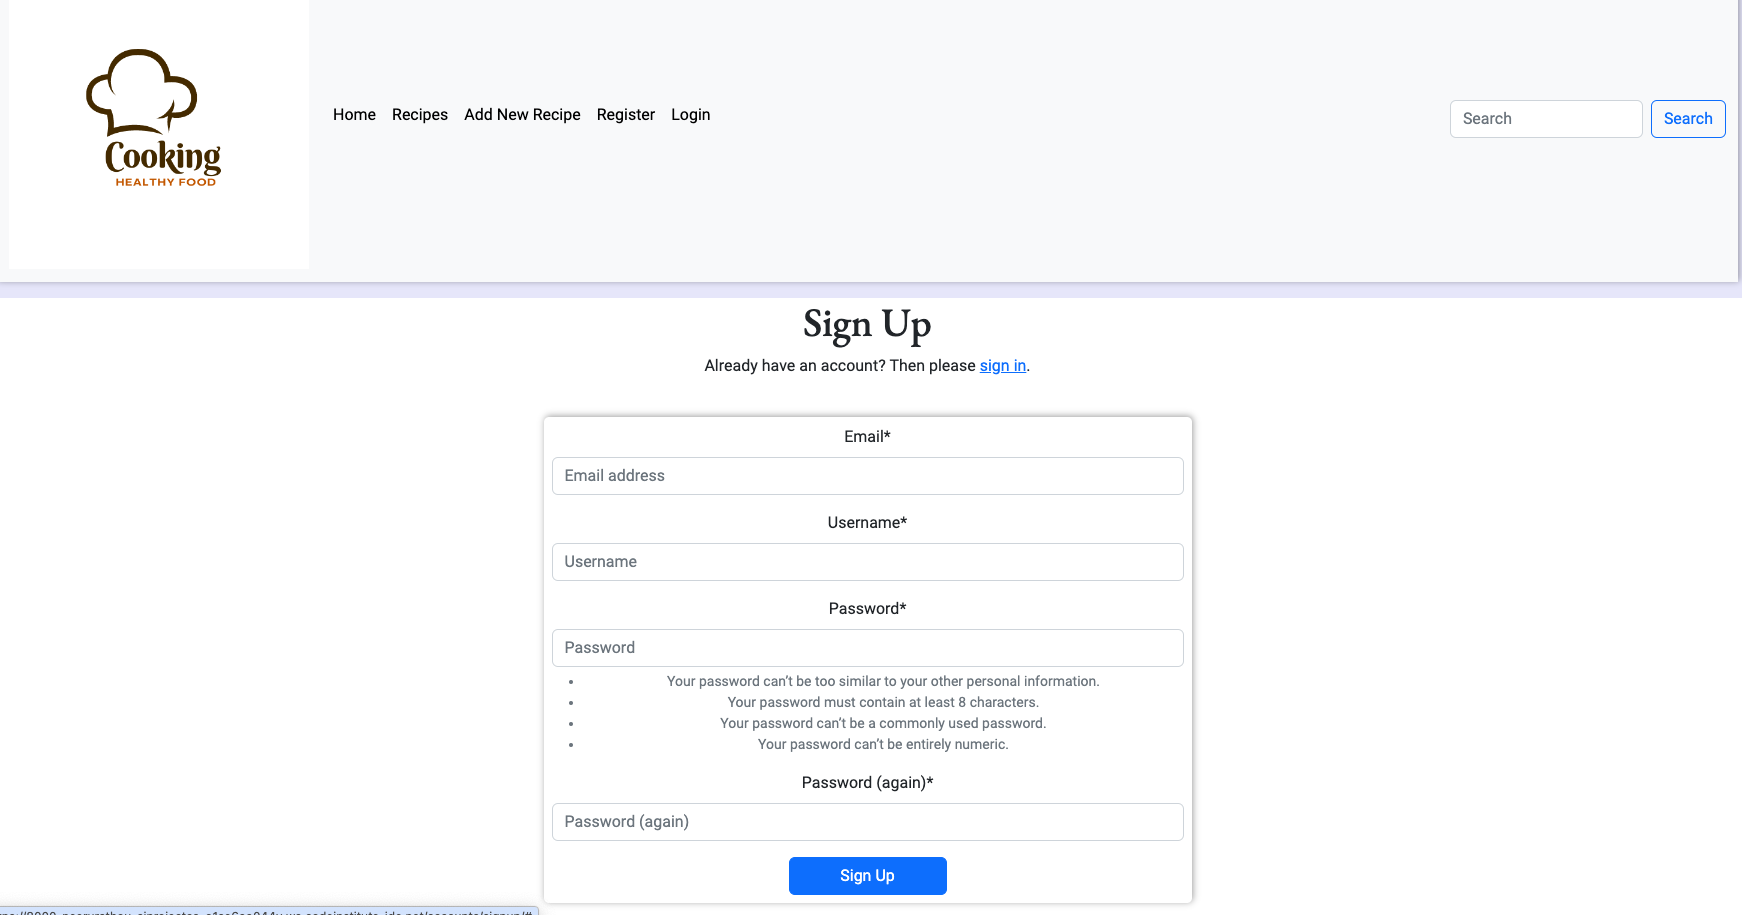 Cooking
HEALTHY FOOD
Home Recipes Add New Recipe Register Login
Search Search
Sign Up
Already have an account? Then please sign in.
Email*
Email address
Username*
Username
Password*
Password
• Your password can’t be too similar to your other personal information.
• Your password must contain at least 8 characters.
• Your password can’t be a commonly used password.
• Your password can’t be entirely numeric.
Password (again)*
Password (again)
Sign Up